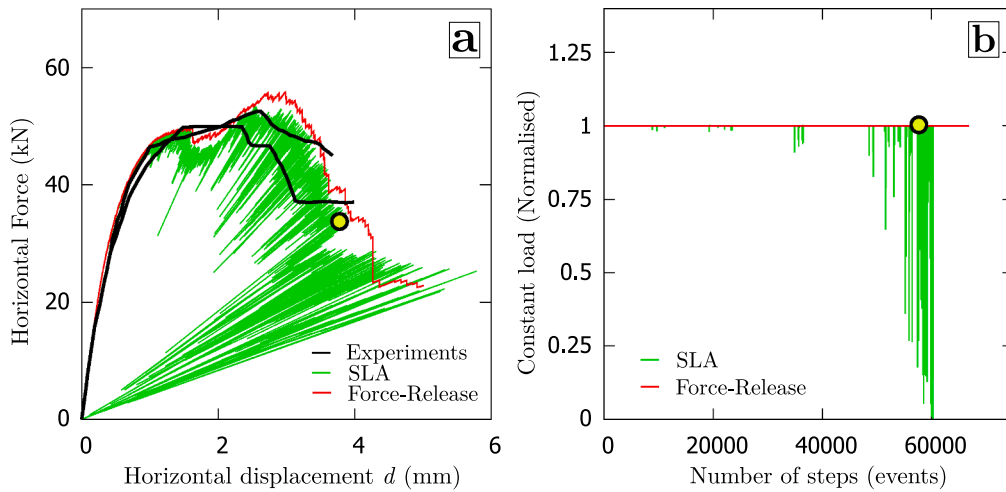 a
Horizontal Force (kN)
80
60
40
20
0
0
2
4
6
Horizontal displacement d (mm)
Experiments
SLA
Force-Release
b
Constant load (Normalised)
1.25
1
0.75
0.5
0.25
0
0
20000
40000
60000
Number of steps (events)
SLA
Force-Release